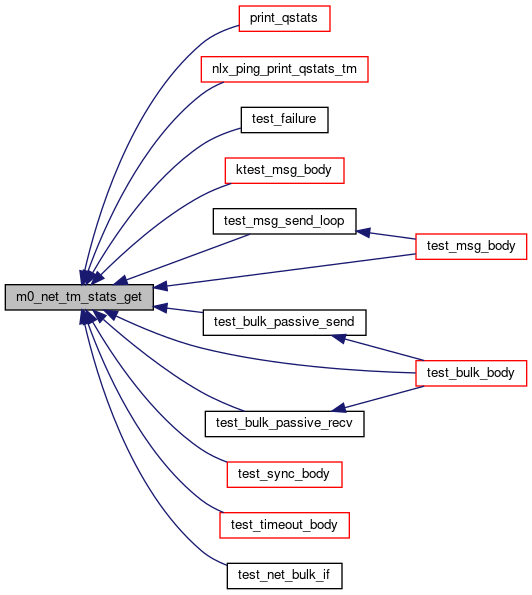 print_qstats
nlx_ping_print_qstats_tm
test_failure
ktest_msg_body
test_msg_send_loop
test_msg_body
m0_net_tm_stats_get
test_bulk_passive_send
test_bulk_body
test_bulk_passive_recv
test_sync_body
test_timeout_body
test_net_bulk_if